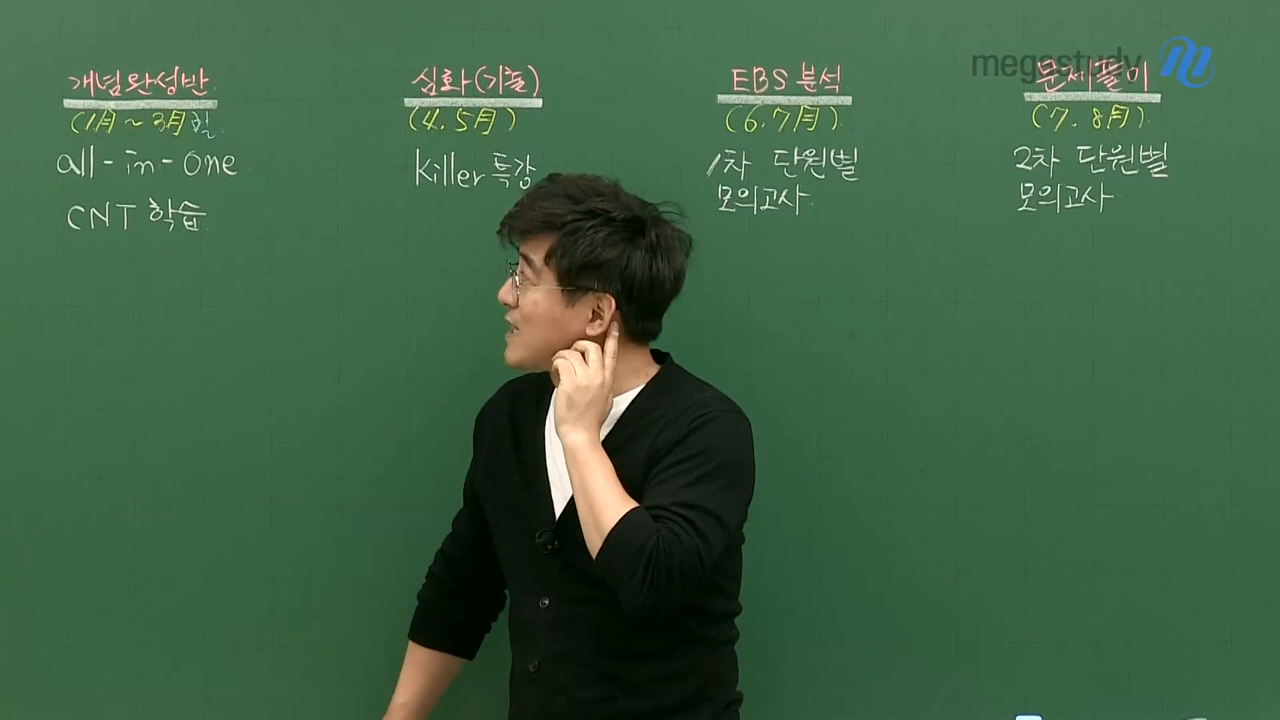 개념완성반
(1月~3月초)
all-in-one
CNT 학습
심화(기출)
(4.5月)
killer 특강
EBS 분석
(6.7月)
1차 단원별
모의고사
megastudy
문제풀이
(7.8月)
2차 단원별
모의고사